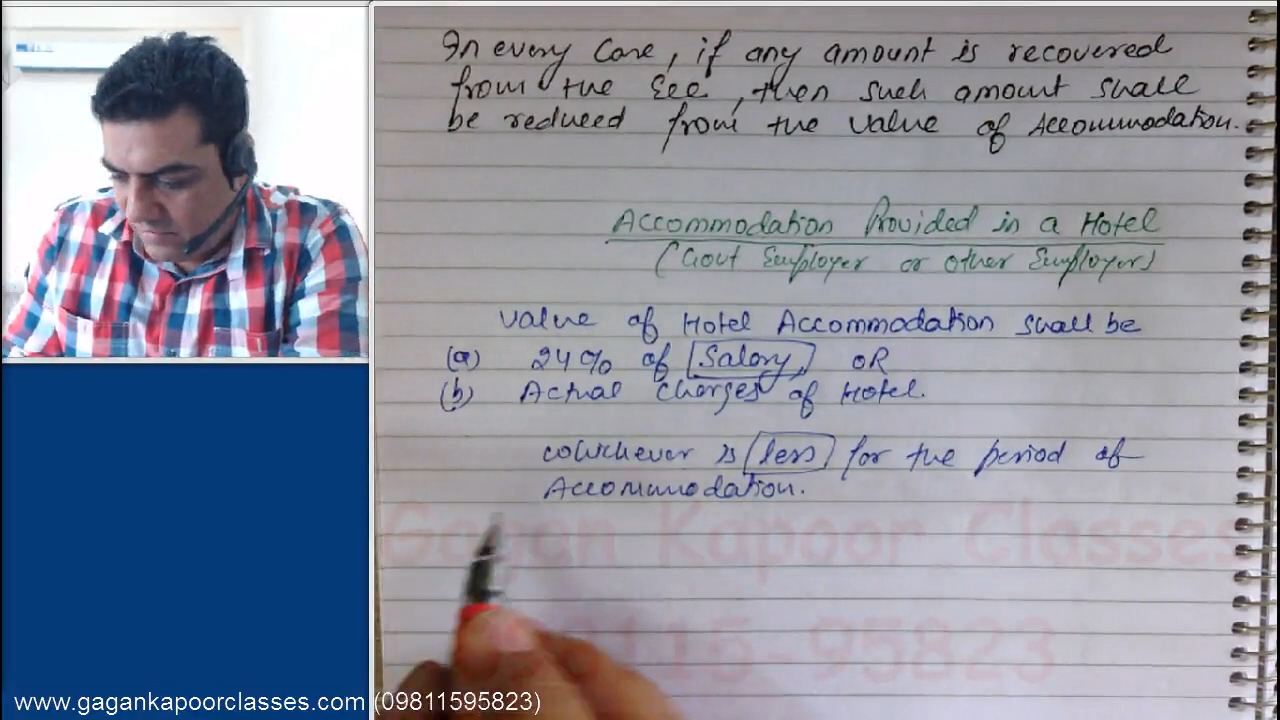 In every Case, if any amount is recovered
from the Eee, then such amount shall
be reduced from the value of Accommodation.
Accommodation Provided in a Hotel
(Govt Employer or other Employer)
Value of Hotel Accommodation shall be
(a) 24% of Salary, OR
(b) Actual Charges of Hotel.
whichever is less for the period of
Accommodation.
Gagan Kapoor Classes
115-95823
www.gagankapoorclasses.com (09811595823)